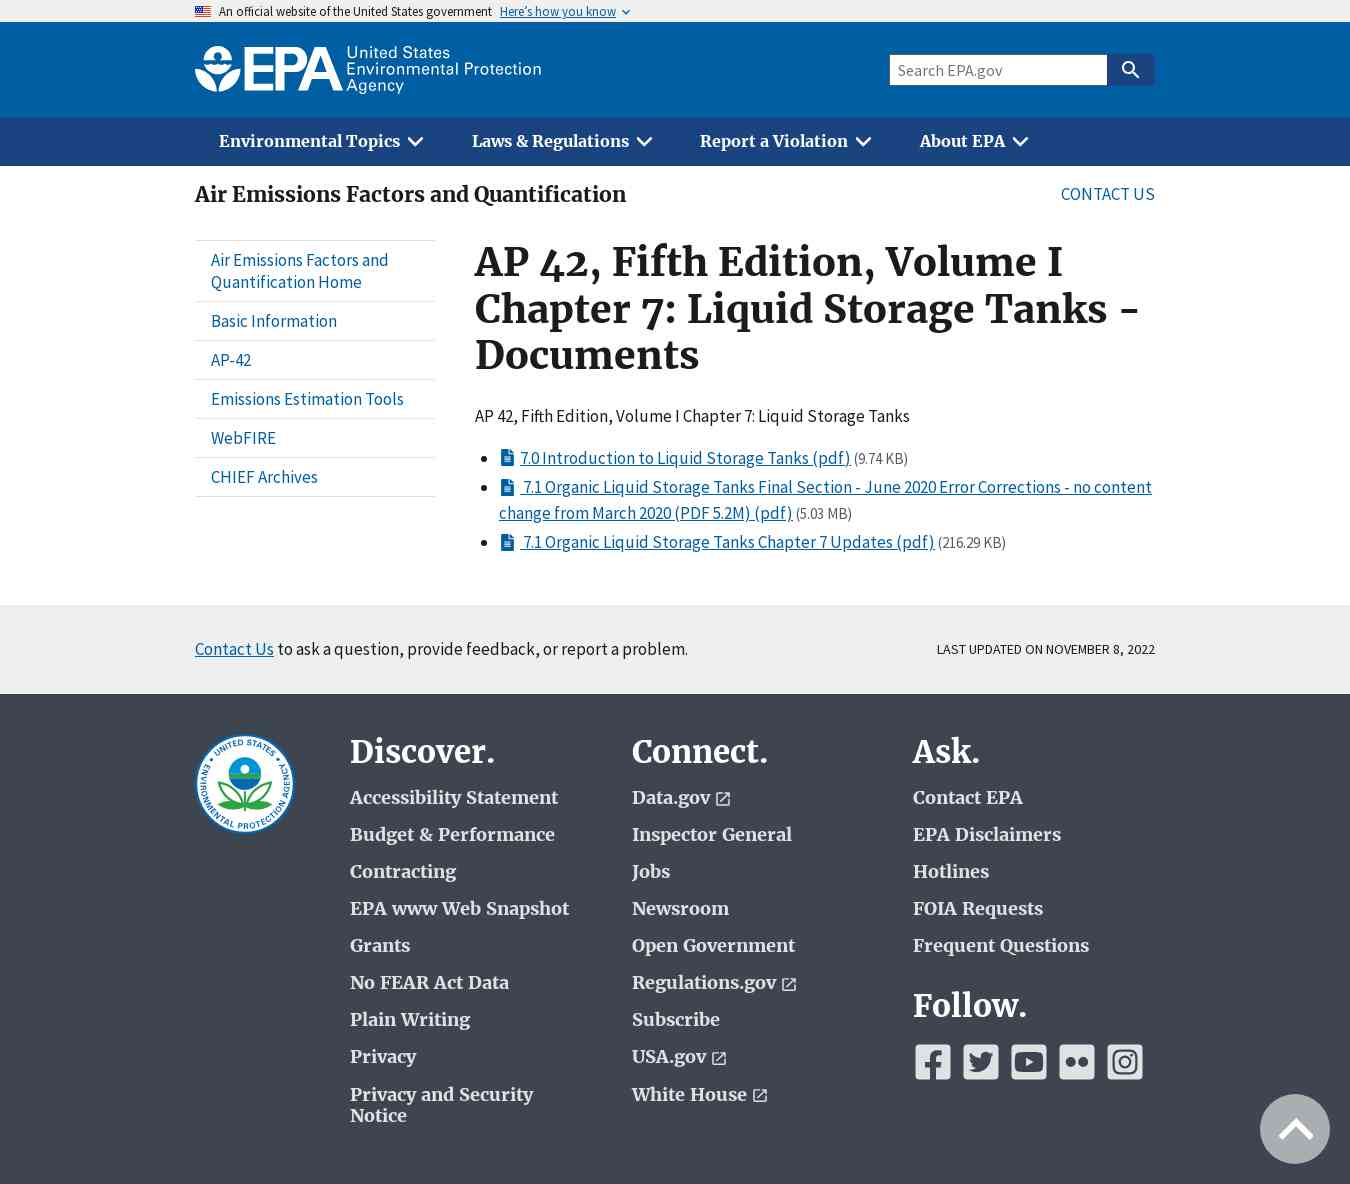 An official website of the United States government Here’s how you know
EPA United States
Environmental Protection
Agency
Search EPA.gov
Environmental Topics Laws & Regulations Report a Violation About EPA
Air Emissions Factors and Quantification
CONTACT US
Air Emissions Factors and
Quantification Home
Basic Information
AP-42
Emissions Estimation Tools
WebFIRE
CHIEF Archives
AP 42, Fifth Edition, Volume I
Chapter 7: Liquid Storage Tanks -
Documents
AP 42, Fifth Edition, Volume I Chapter 7: Liquid Storage Tanks
7.0 Introduction to Liquid Storage Tanks (pdf) (9.74 KB)
7.1 Organic Liquid Storage Tanks Final Section - June 2020 Error Corrections - no content
change from March 2020 (PDF 5.2M) (pdf) (5.03 MB)
7.1 Organic Liquid Storage Tanks Chapter 7 Updates (pdf) (216.29 KB)
Contact Us to ask a question, provide feedback, or report a problem.
LAST UPDATED ON NOVEMBER 8, 2022
UNITED STATES
ENVIRONMENTAL PROTECTION AGENCY
Discover.
Accessibility Statement
Budget & Performance
Contracting
EPA www Web Snapshot
Grants
No FEAR Act Data
Plain Writing
Privacy
Privacy and Security
Notice
Connect.
Data.gov
Inspector General
Jobs
Newsroom
Open Government
Regulations.gov
Subscribe
USA.gov
White House
Ask.
Contact EPA
EPA Disclaimers
Hotlines
FOIA Requests
Frequent Questions
Follow.